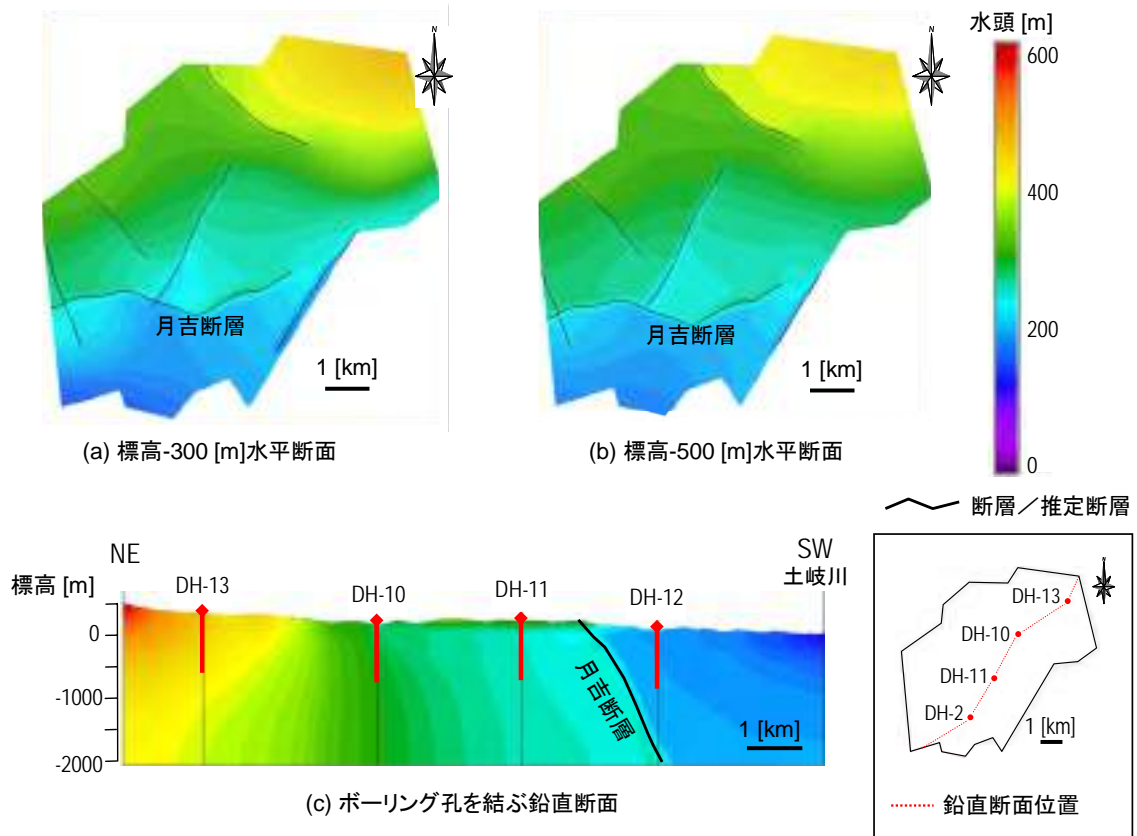 N
N
水頭 [m]
600
400
200
0
月吉断層
1 [km]
月吉断層
1 [km]
(a) 標高-300 [m]水平断面
(b) 標高-500 [m]水平断面
断層／推定断層
NE
SW
土岐川
標高 [m]
DH-13
DH-10
DH-11
DH-12
0
-1000
-2000
月吉断層
1 [km]
(c) ボーリング孔を結ぶ鉛直断面
N
DH-13
DH-10
DH-11
DH-2
1 [km]
鉛直断面位置